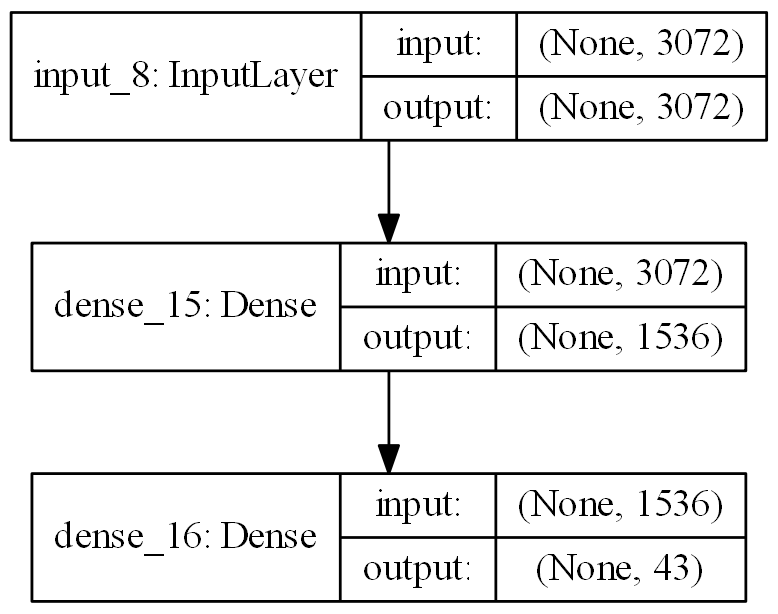 input_8: InputLayer
input: (None, 3072)
output: (None, 3072)
dense_15: Dense
input: (None, 3072)
output: (None, 1536)
dense_16: Dense
input: (None, 1536)
output: (None, 43)